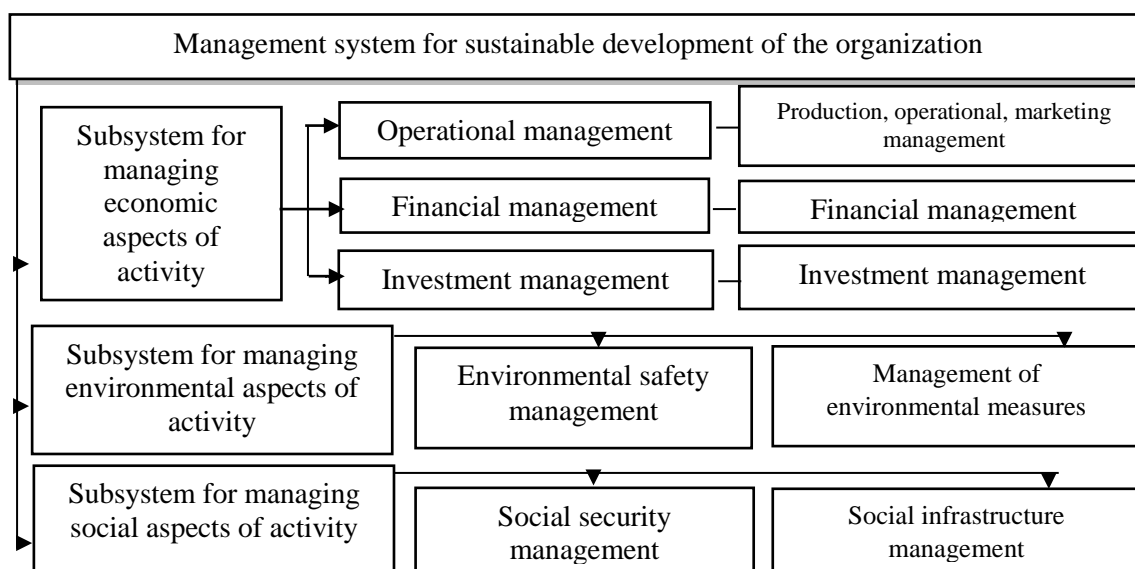 Management system for sustainable development of the organization
Subsystem for
managing
economic
aspects of
activity
Operational management
Production, operational, marketing
management
Financial management
Financial management
Investment management
Investment management
Subsystem for managing
environmental aspects of
activity
Environmental safety
management
Management of
environmental measures
Subsystem for managing
social aspects of activity
Social security
management
Social infrastructure
management